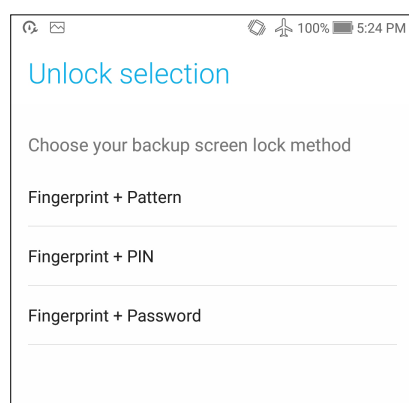 100% 5:24 PM
Unlock selection
Choose your backup screen lock method
Fingerprint + Pattern
Fingerprint + PIN
Fingerprint + Password